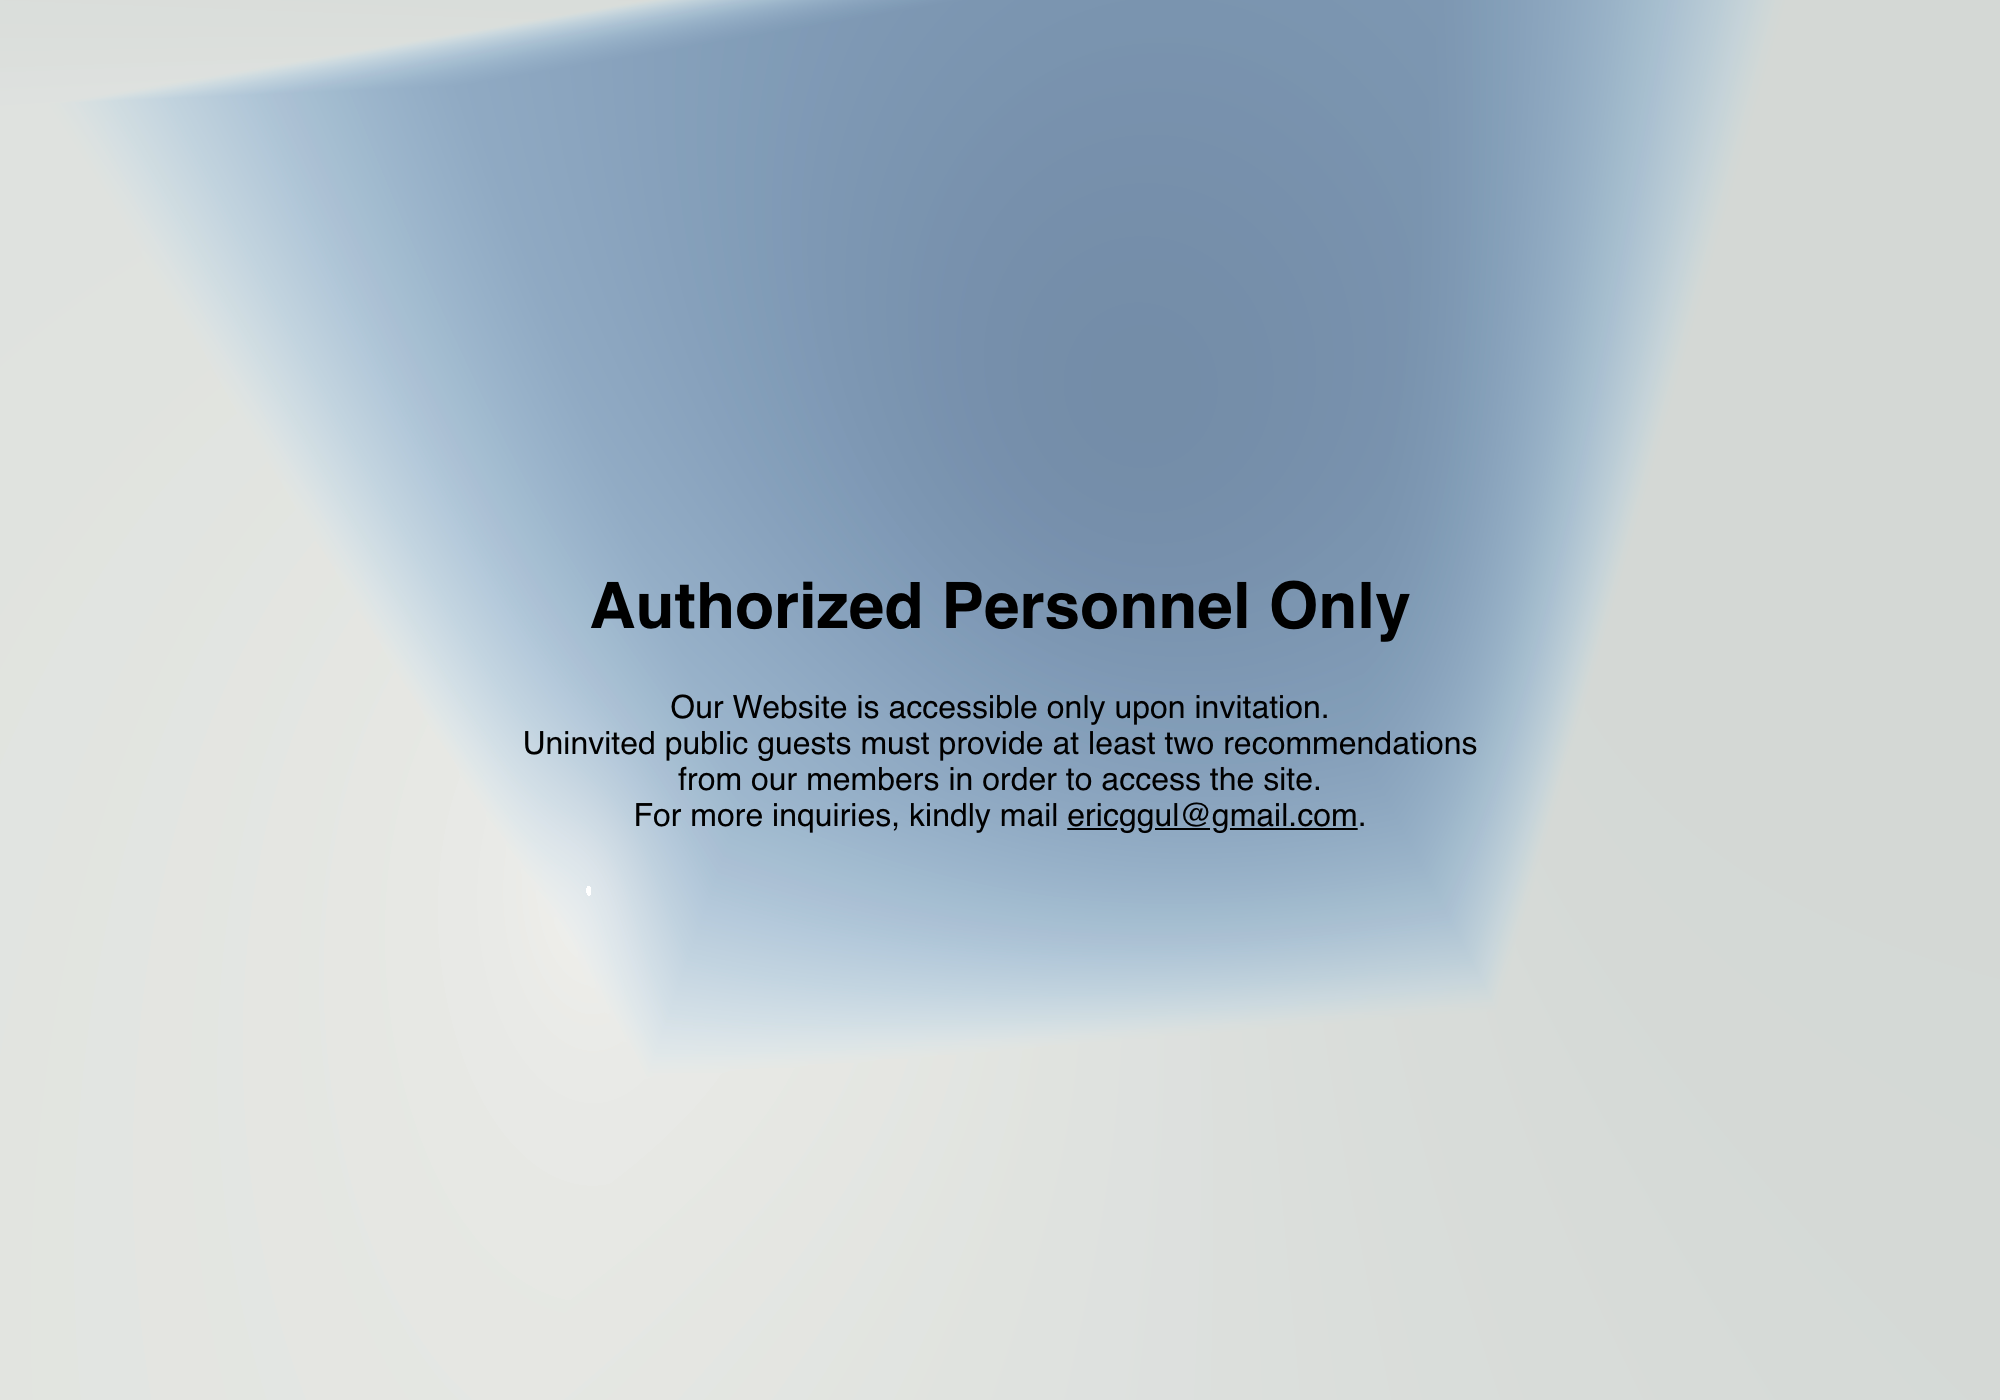 Authorized Personnel Only
Our Website is accessible only upon invitation.
Uninvited public guests must provide at least two recommendations
from our members in order to access the site.
For more inquiries, kindly mail ericggul@gmail.com.